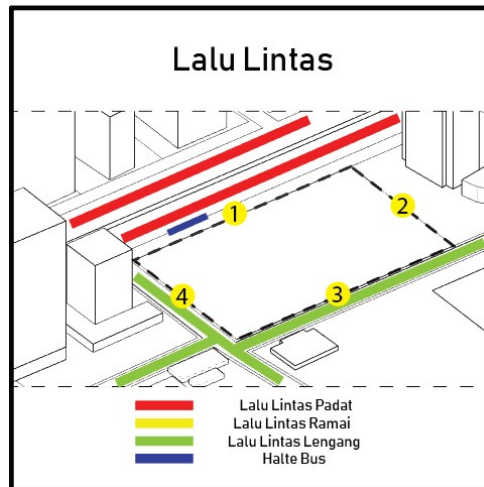 Lalu Lintas
1
2
3
4
Lalu Lintas Padat
Lalu Lintas Ramai
Lalu Lintas Lengang
Halte Bus